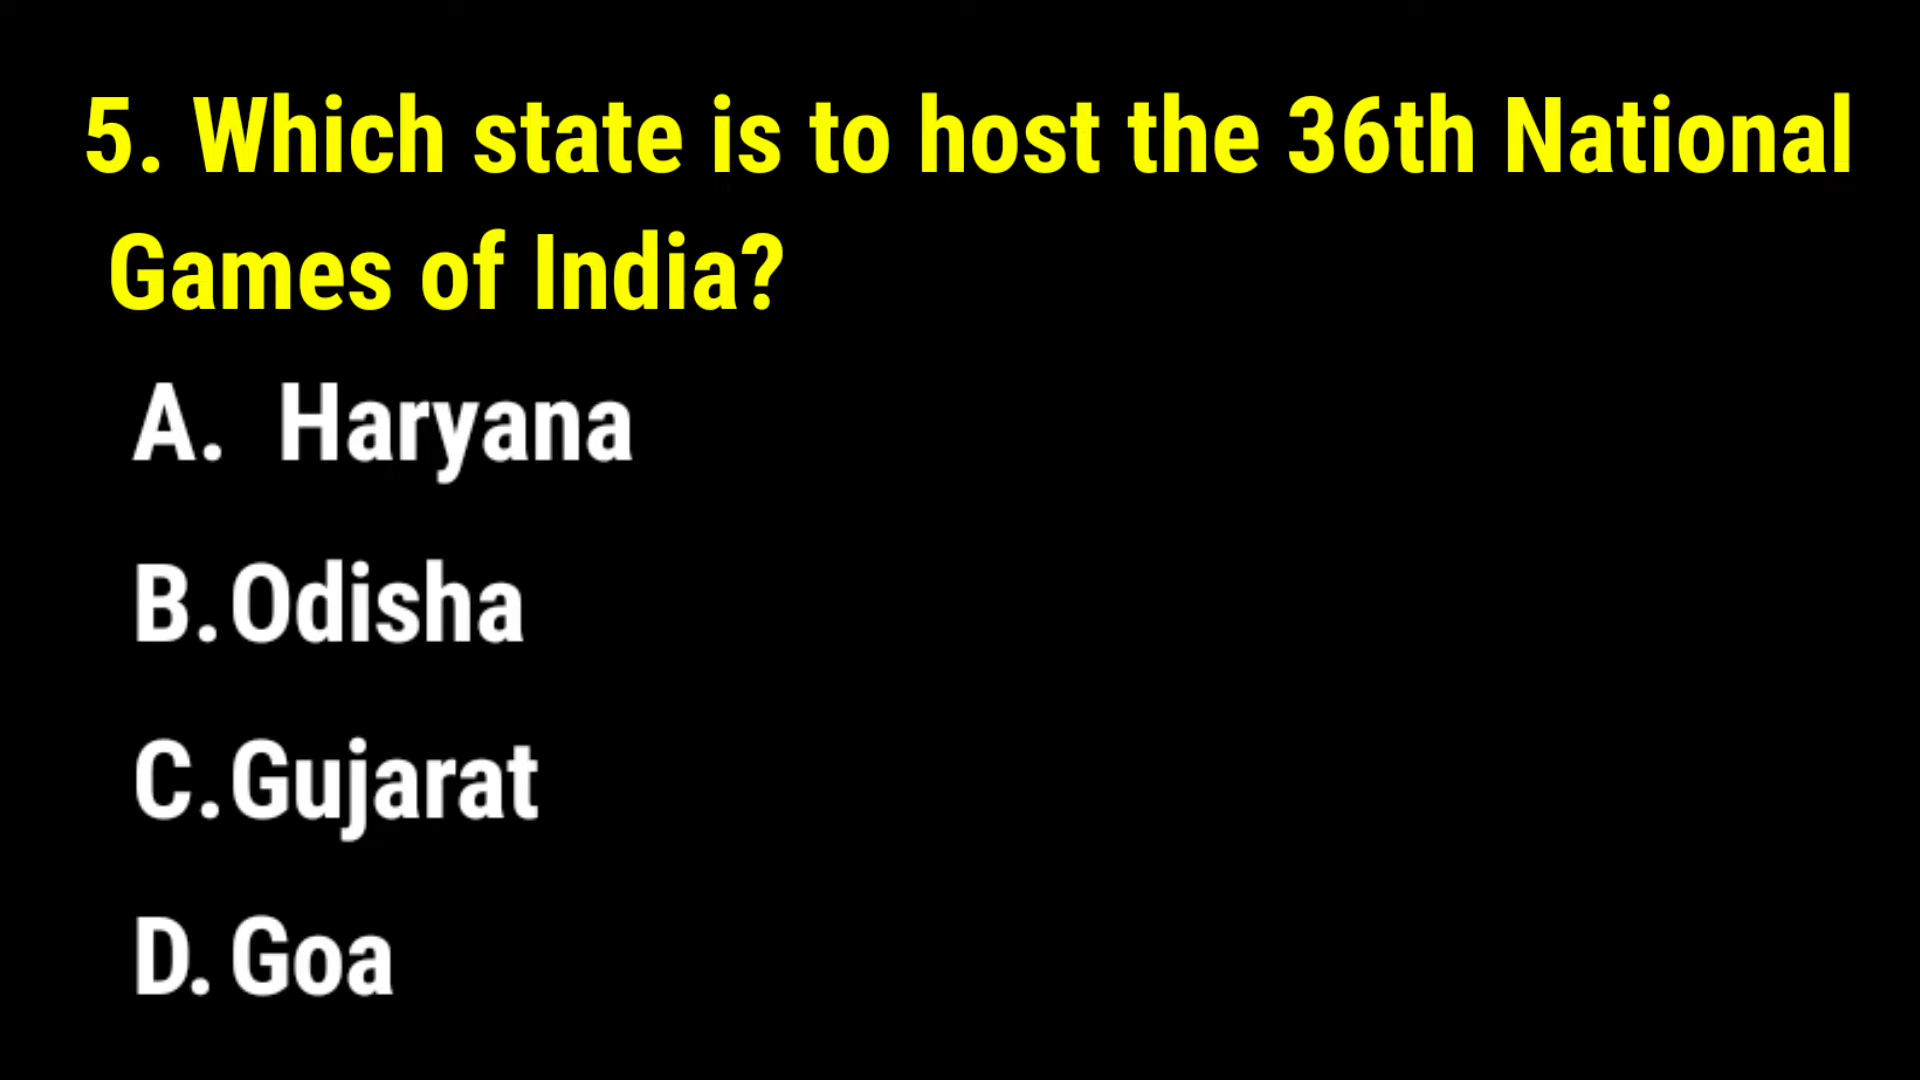 5. Which state is to host the 36th National
Games of India?
A. Haryana
B. Odisha
C. Gujarat
D. Goa